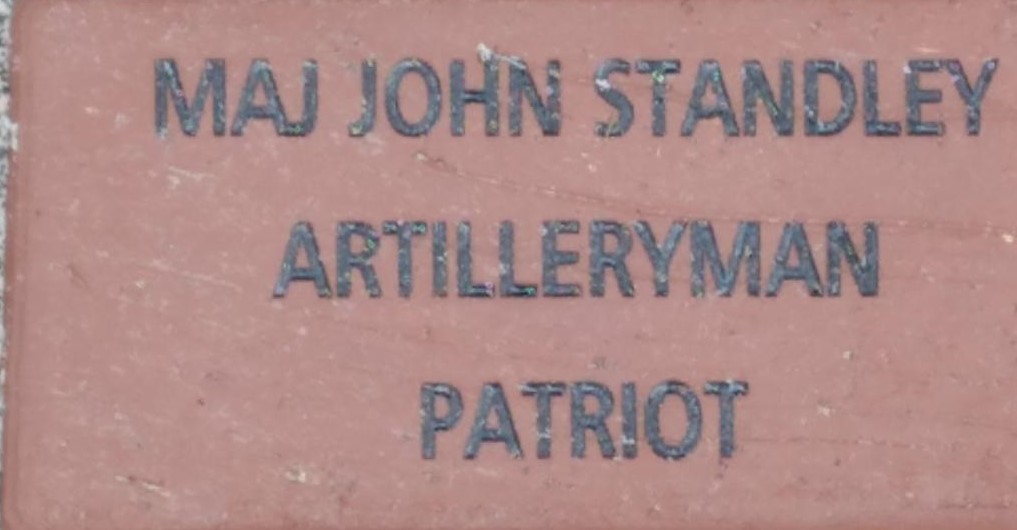 MAJ JOHN STANDLEY
ARTILLERYMAN
PATRIOT